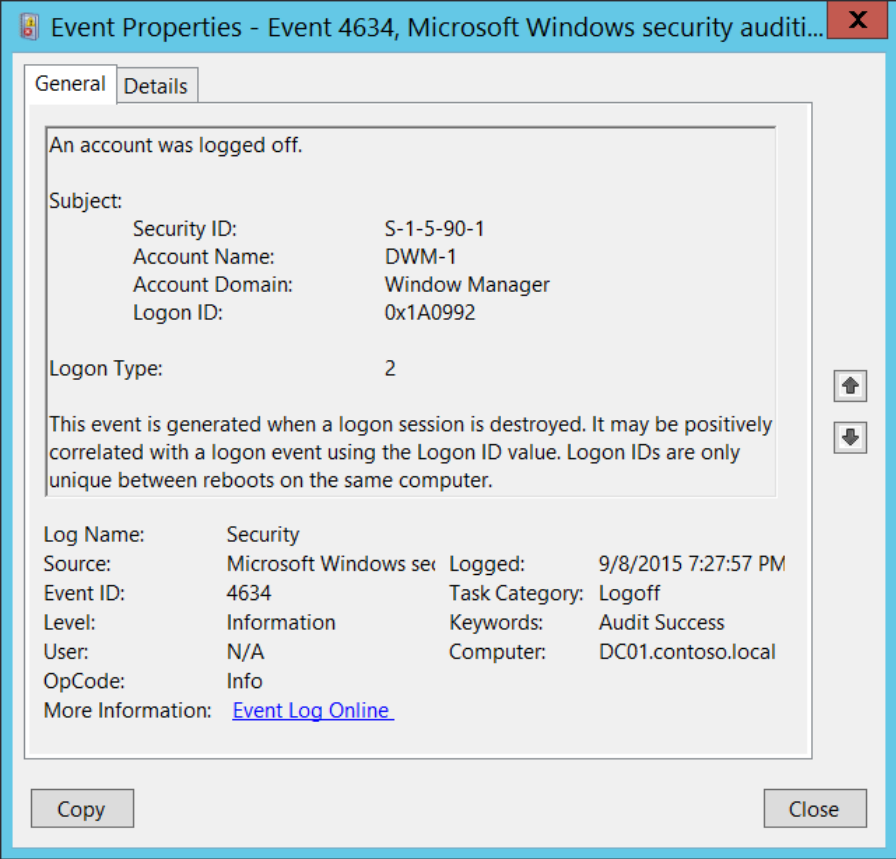 Event Properties - Event 4634, Microsoft Windows security auditi...
X
General Details
An account was logged off.
Subject:
Security ID: S-1-5-90-1
Account Name: DWM-1
Account Domain: Window Manager
Logon ID: 0x1A0992
Logon Type: 2
This event is generated when a logon session is destroyed. It may be positively
correlated with a logon event using the Logon ID value. Logon IDs are only
unique between reboots on the same computer.
Log Name: Security
Source: Microsoft Windows sec Logged: 9/8/2015 7:27:57 PM
Event ID: 4634 Task Category: Logoff
Level: Information Keywords: Audit Success
User: N/A Computer: DC01.contoso.local
OpCode: Info
More Information: Event Log Online
Copy Close